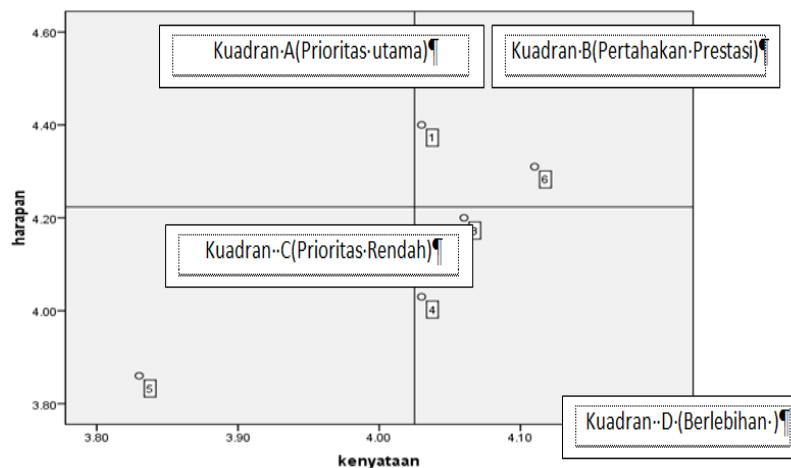 4.60
Kuadran·A(Prioritas·utama)¶
Kuadran·B(Pertahakan·Prestasi)¶
4.40
1
6
harapan
4.20
Kuadran··C(Prioritas·Rendah)¶
4.00
4
5
3.80
Kuadran··D·(Berlebihan·)¶
3.80
3.90
4.00
4.10
kenyataan